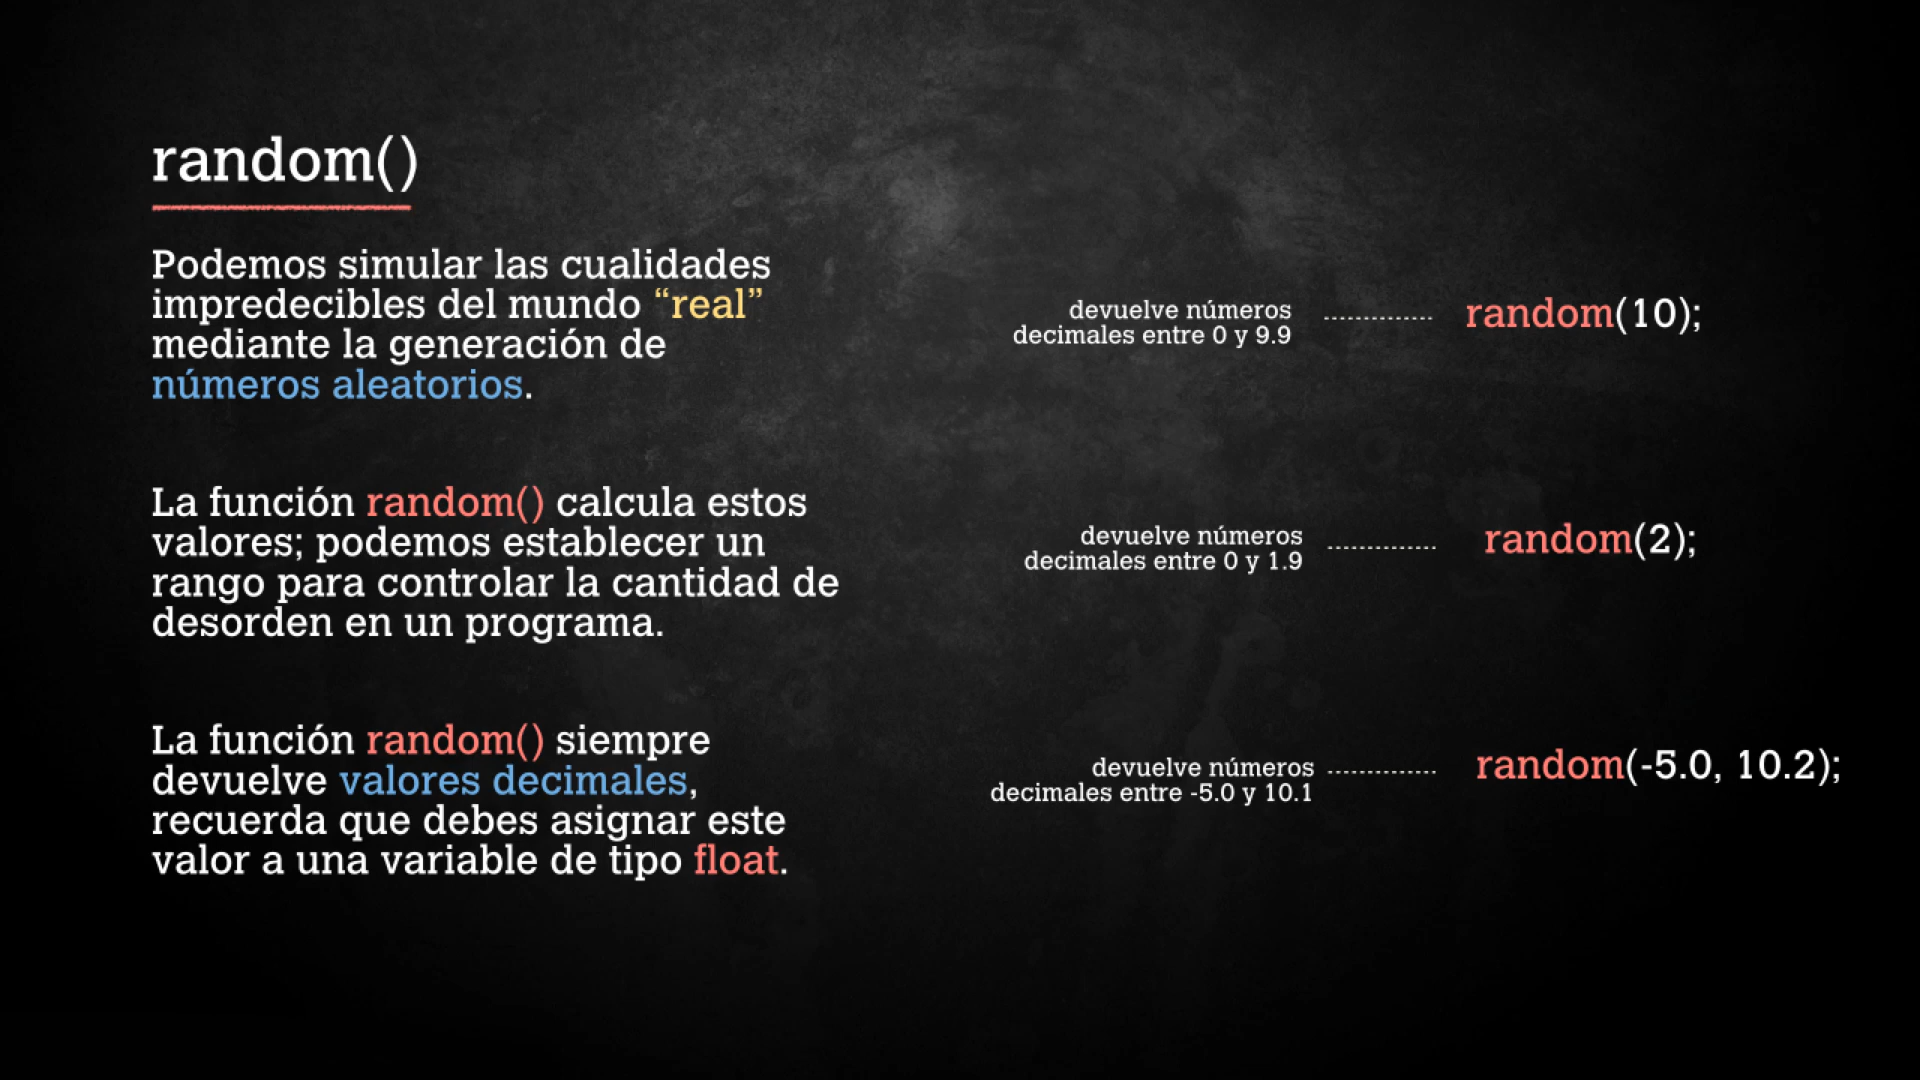 random()
Podemos simular las cualidades
impredecibles del mundo “real”
mediante la generación de
números aleatorios.
La función random() calcula estos
valores; podemos establecer un
rango para controlar la cantidad de
desorden en un programa.
La función random() siempre
devuelve valores decimales,
recuerda que debes asignar este
valor a una variable de tipo float.
devuelve números
decimales entre 0 y 9.9
random(10);
devuelve números
decimales entre 0 y 1.9
random(2);
devuelve números
decimales entre -5.0 y 10.1
random(-5.0, 10.2);